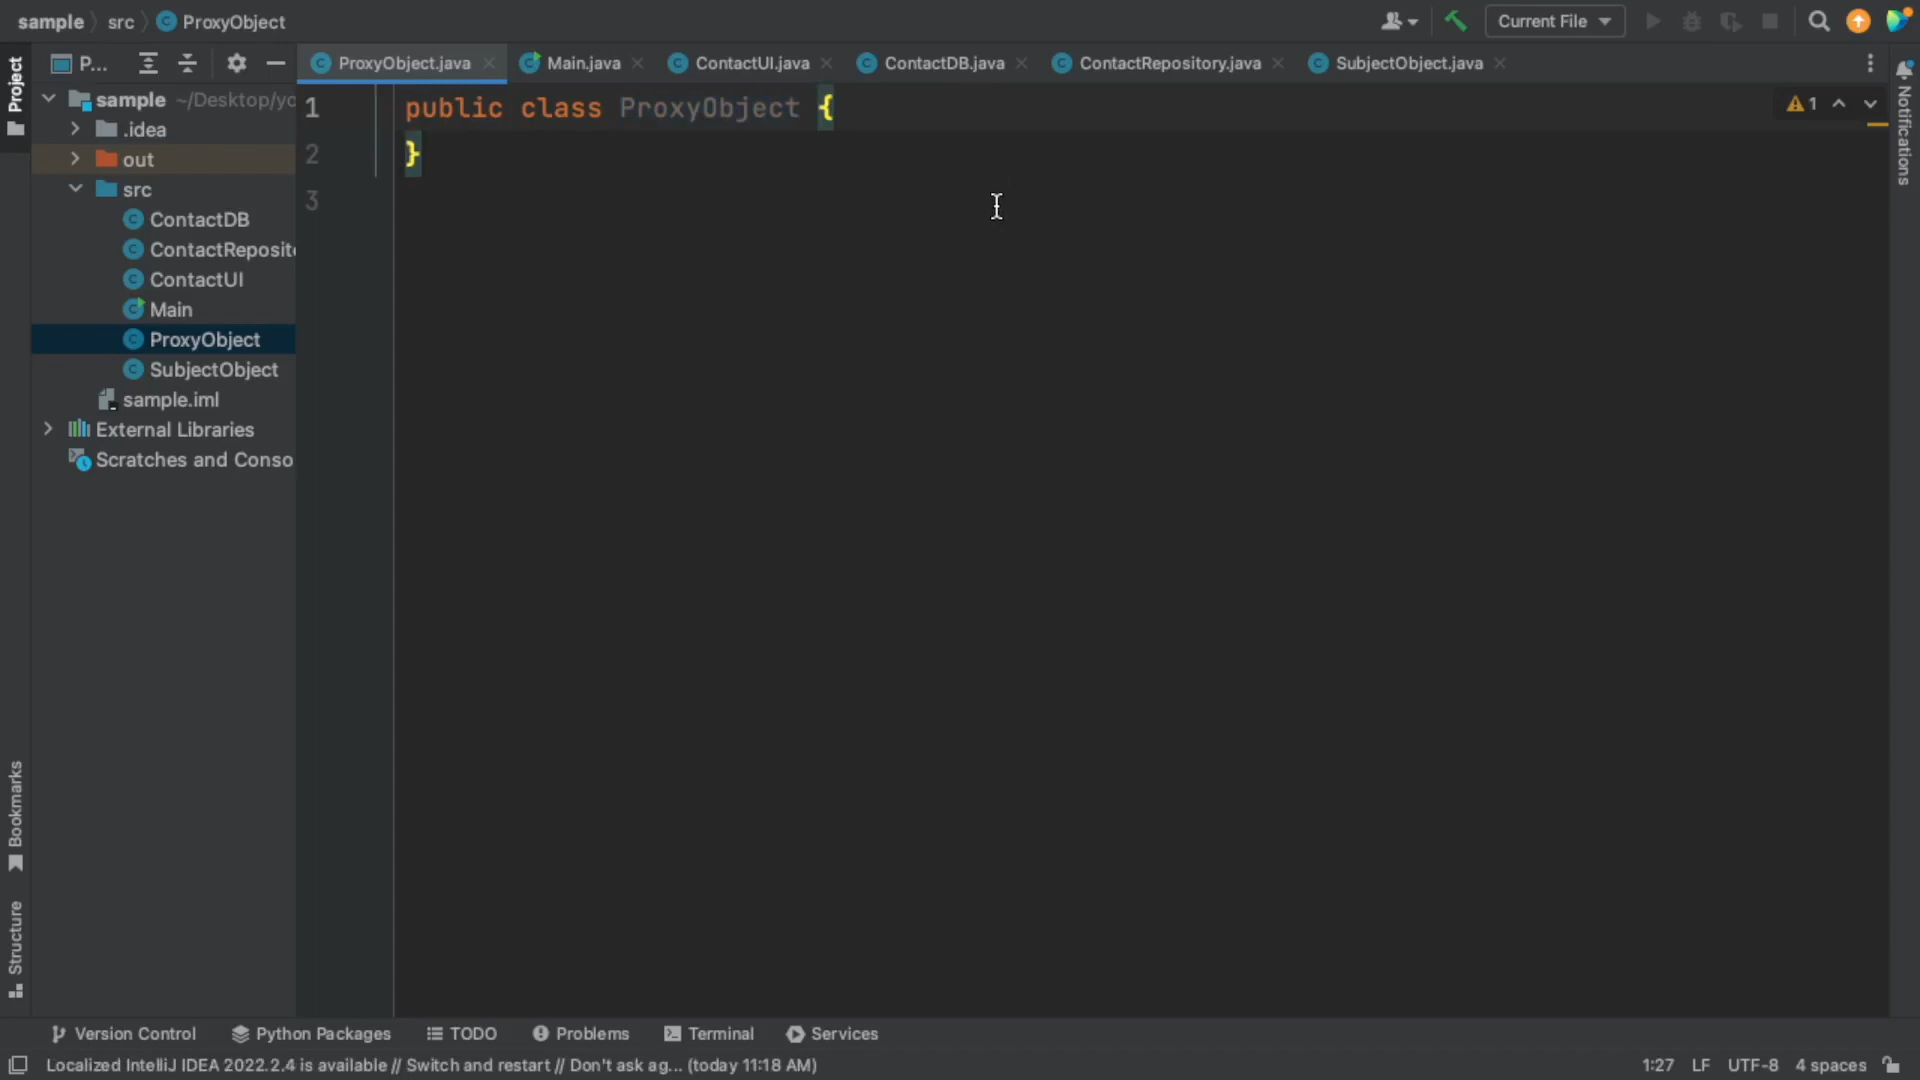 sample src ProxyObject
Current File
Project
P...
ProxyObject.java Main.java ContactUI.java ContactDB.java ContactRepository.java SubjectObject.java
sample ~/Desktop/yo
.idea
out
src
ContactDB
ContactReposito
ContactUI
Main
ProxyObject
SubjectObject
sample.iml
External Libraries
Scratches and Conso
1 public class ProxyObject {
2 }
3
1
Notifications
Bookmarks
Structure
Version Control Python Packages TODO Problems Terminal Services
Localized IntelliJ IDEA 2022.2.4 is available // Switch and restart // Don't ask ag... (today 11:18 AM)
1:27 LF UTF-8 4 spaces